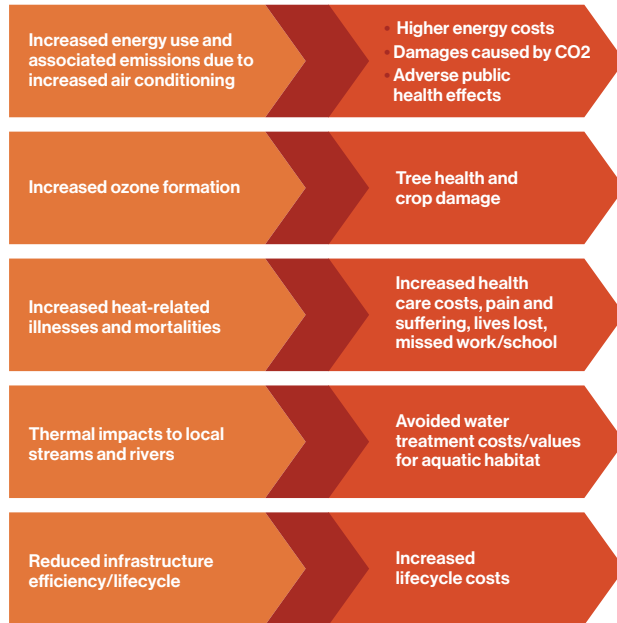 Increased energy use and
associated emissions due to
increased air conditioning
• Higher energy costs
• Damages caused by CO2
• Adverse public
health effects
Increased ozone formation
Tree health and
crop damage
Increased heat-related
illnesses and mortalities
Increased health
care costs, pain and
suffering, lives lost,
missed work/school
Thermal impacts to local
streams and rivers
Avoided water
treatment costs/values
for aquatic habitat
Reduced infrastructure
efficiency/lifecycle
Increased
lifecycle costs